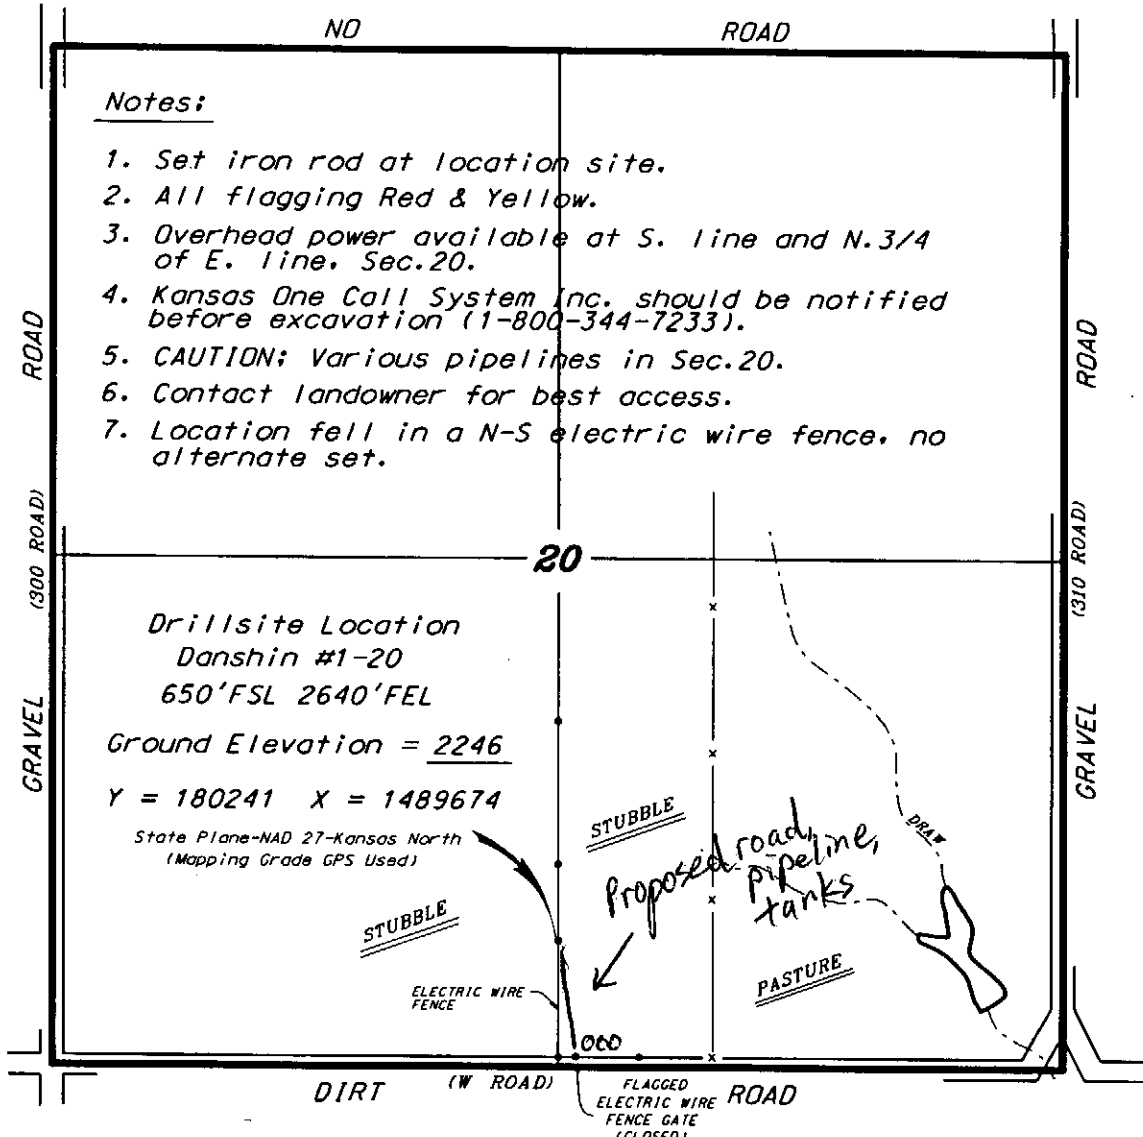 NO ROAD
Notes:
1. Set iron rod at location site.
2. All flagging Red & Yellow.
3. Overhead power available at S. line and N.3/4
of E. line. Sec.20.
4. Kansas One Call System Inc. should be notified
before excavation (1-800-344-7233).
5. CAUTION: Various pipelines in Sec.20.
6. Contact landowner for best access.
7. Location fell in a N-S electric wire fence. no
alternate set.
GRAVEL (300 ROAD) ROAD
GRAVEL (310 ROAD) ROAD
20
Drillsite Location
Danshin #1-20
650'FSL 2640'FEL
Ground Elevation = 2246
Y = 180241 X = 1489674
State Plane-NAD 27-Kansas North
(Mapping Grade GPS Used)
STUBBLE
DRAW
Proposed road,
pipeline,
tanks
STUBBLE
PASTURE
ELECTRIC WIRE
FENCE
000
DIRT (W ROAD) ROAD
FLAGGED
ELECTRIC WIRE
FENCE GATE
(CLOSED)